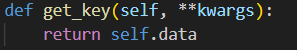 def get_key(self, **kwargs):
    return self.data